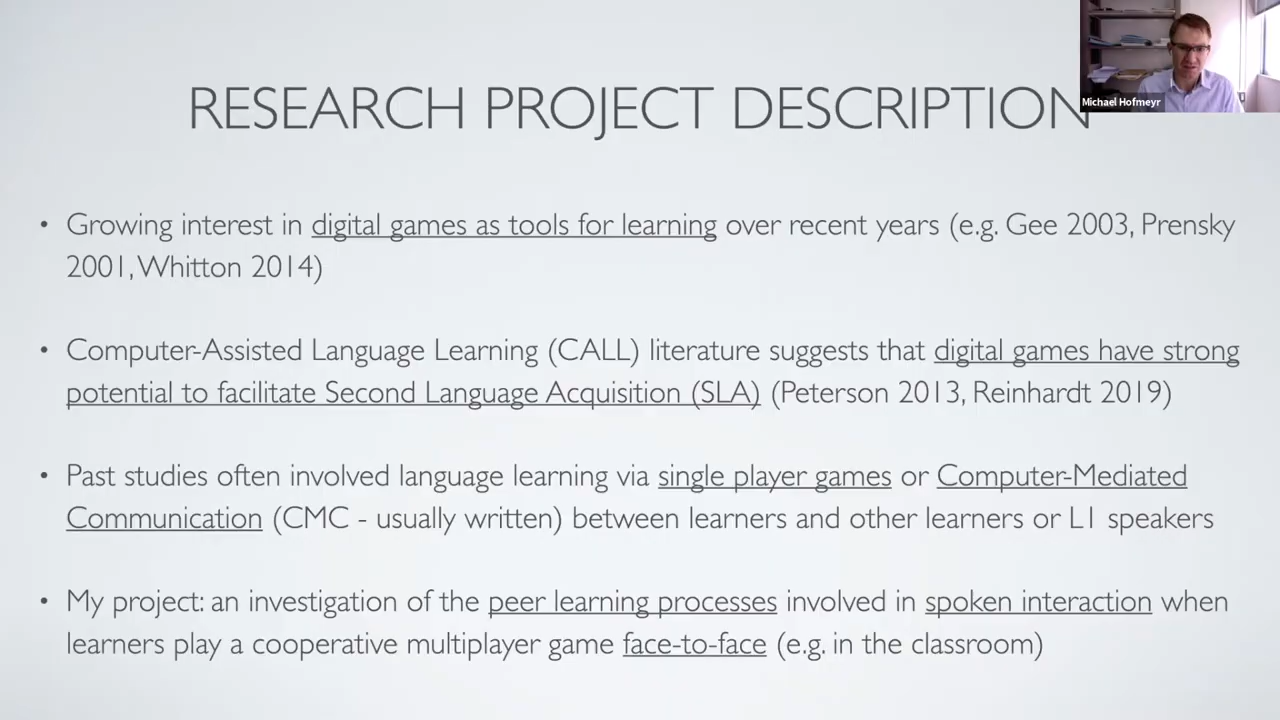 Michael Hofmeyr
RESEARCH PROJECT DESCRIPTION
• Growing interest in digital games as tools for learning over recent years (e.g. Gee 2003, Prensky
2001, Whitton 2014)
• Computer-Assisted Language Learning (CALL) literature suggests that digital games have strong
potential to facilitate Second Language Acquisition (SLA) (Peterson 2013, Reinhardt 2019)
• Past studies often involved language learning via single player games or Computer-Mediated
Communication (CMC - usually written) between learners and other learners or L1 speakers
• My project: an investigation of the peer learning processes involved in spoken interaction when
learners play a cooperative multiplayer game face-to-face (e.g. in the classroom)